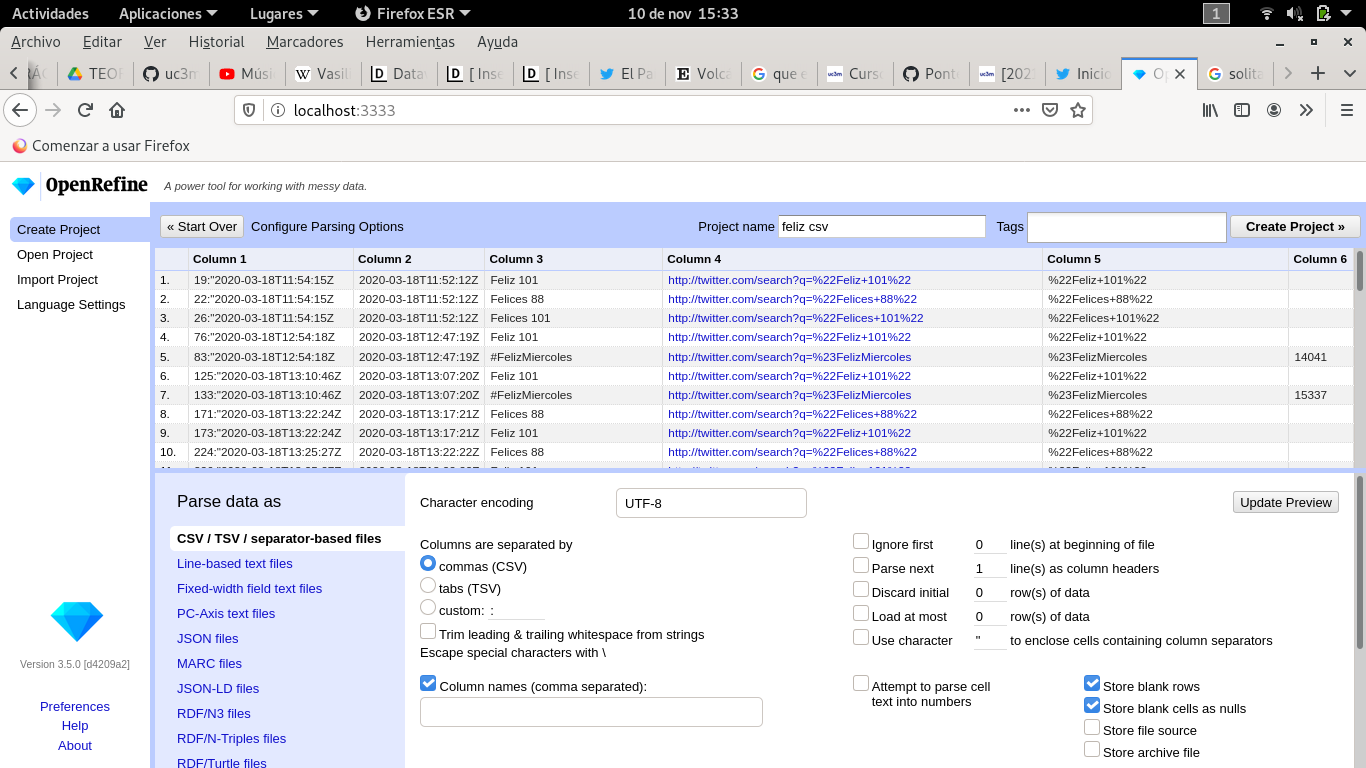 Actividades Aplicaciones Lugares Firefox ESR 10 de nov 15:33 1
Archivo Editar Ver Historial Marcadores Herramientas Ayuda
TEOF uc3m Músi Vasil Data [ Inse [ Inse El Pa Volca que e Curso Ponte [202 Inicio Op solita
localhost:3333
Comenzar a usar Firefox
OpenRefine A power tool for working with messy data.
Create Project
Open Project
Import Project
Language Settings
« Start Over Configure Parsing Options Project name feliz csv Tags Create Project »
Column 1 Column 2 Column 3 Column 4 Column 5 Column 6
1. 19:"2020-03-18T11:54:15Z 2020-03-18T11:52:12Z Feliz 101 http://twitter.com/search?q=%22Feliz+101%22 %22Feliz+101%22
2. 22:"2020-03-18T11:54:15Z 2020-03-18T11:52:12Z Felices 88 http://twitter.com/search?q=%22Felices+88%22 %22Felices+88%22
3. 26:"2020-03-18T11:54:15Z 2020-03-18T11:52:12Z Felices 101 http://twitter.com/search?q=%22Felices+101%22 %22Felices+101%22
4. 76:"2020-03-18T12:54:18Z 2020-03-18T12:47:19Z Feliz 101 http://twitter.com/search?q=%22Feliz+101%22 %22Feliz+101%22
5. 83:"2020-03-18T12:54:18Z 2020-03-18T12:47:19Z #FelizMiercoles http://twitter.com/search?q=%23FelizMiercoles %23FelizMiercoles 14041
6. 125:"2020-03-18T13:10:46Z 2020-03-18T13:07:20Z Feliz 101 http://twitter.com/search?q=%22Feliz+101%22 %22Feliz+101%22
7. 133:"2020-03-18T13:10:46Z 2020-03-18T13:07:20Z #FelizMiercoles http://twitter.com/search?q=%23FelizMiercoles %23FelizMiercoles 15337
8. 171:"2020-03-18T13:22:24Z 2020-03-18T13:17:21Z Felices 88 http://twitter.com/search?q=%22Felices+88%22 %22Felices+88%22
9. 173:"2020-03-18T13:22:24Z 2020-03-18T13:17:21Z Feliz 101 http://twitter.com/search?q=%22Feliz+101%22 %22Feliz+101%22
10. 224:"2020-03-18T13:25:27Z 2020-03-18T13:22:22Z Felices 88 http://twitter.com/search?q=%22Felices+88%22 %22Felices+88%22
Parse data as
CSV / TSV / separator-based files
Line-based text files
Fixed-width field text files
PC-Axis text files
JSON files
MARC files
JSON-LD files
RDF/N3 files
RDF/N-Triples files
RDF/Turtle files
Character encoding UTF-8 Update Preview
Columns are separated by
commas (CSV)
tabs (TSV)
custom: :
Trim leading & trailing whitespace from strings
Escape special characters with \
Column names (comma separated):
Ignore first 0 line(s) at beginning of file
Parse next 1 line(s) as column headers
Discard initial 0 row(s) of data
Load at most 0 row(s) of data
Use character " to enclose cells containing column separators
Attempt to parse cell
text into numbers
Store blank rows
Store blank cells as nulls
Store file source
Store archive file
Version 3.5.0 [d4209a2]
Preferences
Help
About